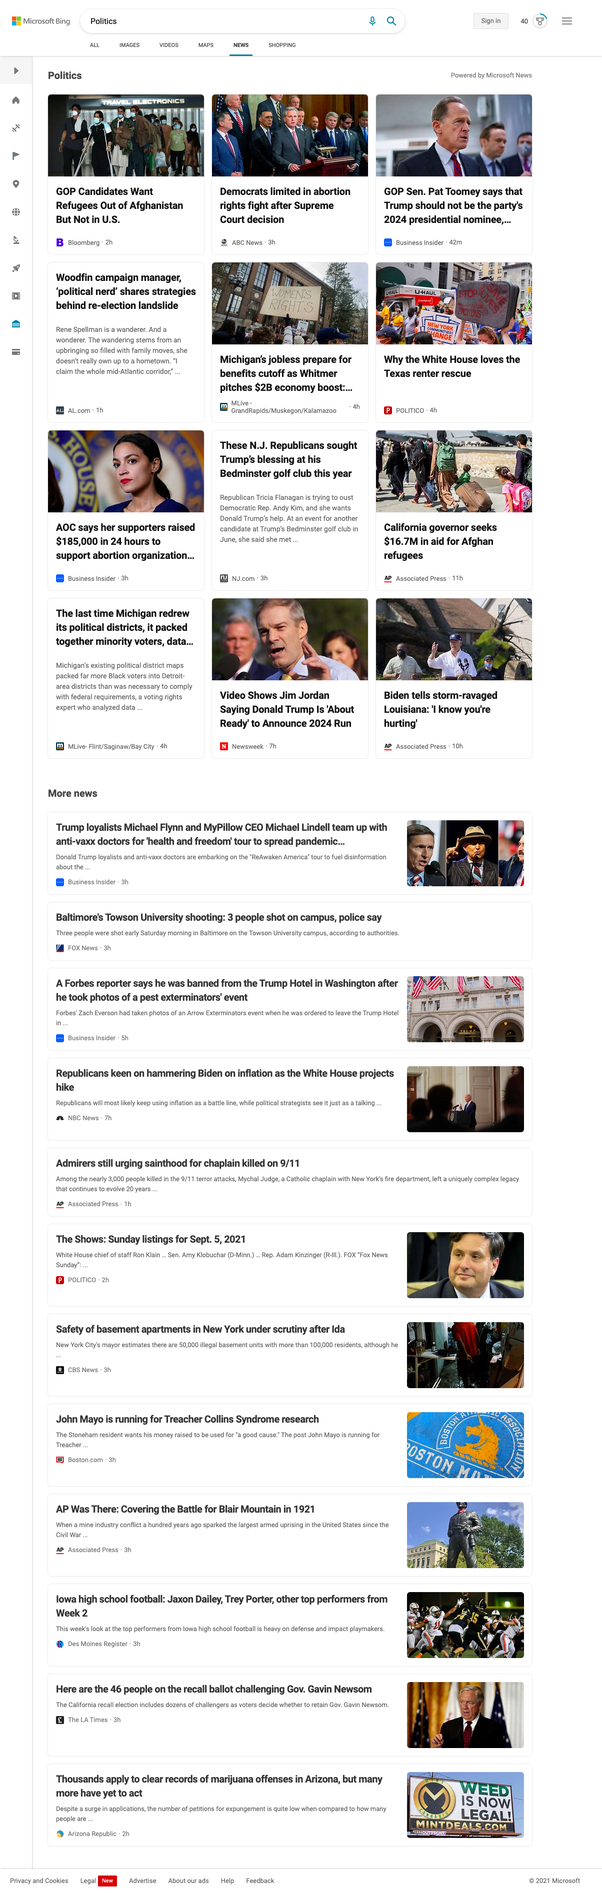 Microsoft Bing
Politics
Sign in
40
ALL IMAGES VIDEOS MAPS NEWS SHOPPING
Politics
Powered by Microsoft News
TRAVEL ELECTRONICS
GOP Candidates Want
Refugees Out of Afghanistan
But Not in U.S.
Bloomberg · 2h
Democrats limited in abortion
rights fight after Supreme
Court decision
ABC News · 3h
GOP Sen. Pat Toomey says that
Trump should not be the party's
2024 presidential nominee,...
Business Insider · 42m
Woodfin campaign manager,
'political nerd' shares strategies
behind re-election landslide
Rene Spellman is a wanderer. And a
wonderer. The wandering stems from an
upbringing so filled with family moves, she
doesn't really own up to a hometown. "I
claim the whole mid-Atlantic corridor," ...
AL.com · 1h
WOMEN'S
RIGHTS
Michigan's jobless prepare for
benefits cutoff as Whitmer
pitches $2B economy boost:...
MLive -
GrandRapids/Muskegon/Kalamazoo · 4h
U-HAUL
NEW YORK
Why the White House loves the
Texas renter rescue
POLITICO · 4h
AOC says her supporters raised
$185,000 in 24 hours to
support abortion organization...
Business Insider · 3h
These N.J. Republicans sought
Trump's blessing at his
Bedminster golf club this year
Republican Tricia Flanagan is trying to oust
Democratic Rep. Andy Kim, and she wants
Donald Trump's help. At an event for another
candidate at Trump's Bedminster golf club in
June, she said she met ...
NJ.com · 3h
California governor seeks
$16.7M in aid for Afghan
refugees
AP Associated Press · 11h
The last time Michigan redrew
its political districts, it packed
together minority voters, data...
Michigan's existing political district maps
packed far more Black voters into Detroit-
area districts than was necessary to comply
with federal requirements, a voting rights
expert who analyzed data ...
MLive- Flint/Saginaw/Bay City · 4h
Video Shows Jim Jordan
Saying Donald Trump Is 'About
Ready' to Announce 2024 Run
N Newsweek · 7h
Biden tells storm-ravaged
Louisiana: 'I know you're
hurting'
AP Associated Press · 10h
More news
Trump loyalists Michael Flynn and MyPillow CEO Michael Lindell team up with
anti-vaxx doctors for 'health and freedom' tour to spread pandemic...
Donald Trump loyalists and anti-vaxx doctors are embarking on the "ReAwaken America" tour to fuel disinformation
about the ...
Business Insider · 3h
Baltimore's Towson University shooting: 3 people shot on campus, police say
Three people were shot early Saturday morning in Baltimore on the Towson University campus, according to authorities.
FOX News · 3h
A Forbes reporter says he was banned from the Trump Hotel in Washington after
he took photos of a pest exterminators' event
Forbes' Zach Everson had taken photos of an Arrow Exterminators event when he was ordered to leave the Trump Hotel
in ...
Business Insider · 5h
Republicans keen on hammering Biden on inflation as the White House projects
hike
Republicans will most likely keep using inflation as a battle line, while political strategists see it just as a talking ...
NBC News · 7h
Admirers still urging sainthood for chaplain killed on 9/11
Among the nearly 3,000 people killed in the 9/11 terror attacks, Mychal Judge, a Catholic chaplain with New York's fire department, left a uniquely complex legacy
that continues to evolve 20 years ...
AP Associated Press · 1h
The Shows: Sunday listings for Sept. 5, 2021
White House chief of staff Ron Klain ... Sen. Amy Klobuchar (D-Minn.) ... Rep. Adam Kinzinger (R-Ill.). FOX "Fox News
Sunday": ...
POLITICO · 2h
Safety of basement apartments in New York under scrutiny after Ida
New York City's mayor estimates there are 50,000 illegal basement units with more than 100,000 residents, although he
...
CBS News · 3h
John Mayo is running for Treacher Collins Syndrome research
The Stoneham resident wants his money raised to be used for "a good cause." The post John Mayo is running for
Treacher ...
Boston.com · 3h
AP Was There: Covering the Battle for Blair Mountain in 1921
When a mine industry conflict a hundred years ago sparked the largest armed uprising in the United States since the
Civil War ...
AP Associated Press · 3h
Iowa high school football: Jaxon Dailey, Trey Porter, other top performers from
Week 2
This week's look at the top performers from Iowa high school football is heavy on defense and impact playmakers.
Des Moines Register · 3h
Here are the 46 people on the recall ballot challenging Gov. Gavin Newsom
The California recall election includes dozens of challengers as voters decide whether to retain Gov. Gavin Newsom.
The LA Times · 3h
Thousands apply to clear records of marijuana offenses in Arizona, but many
more have yet to act
Despite a surge in applications, the number of petitions for expungement is quite low when compared to how many
people are ...
Arizona Republic · 2h
WEED
IS NOW
LEGAL!
MINTDEALS.COM
Privacy and Cookies Legal New Advertise About our ads Help Feedback
© 2021 Microsoft